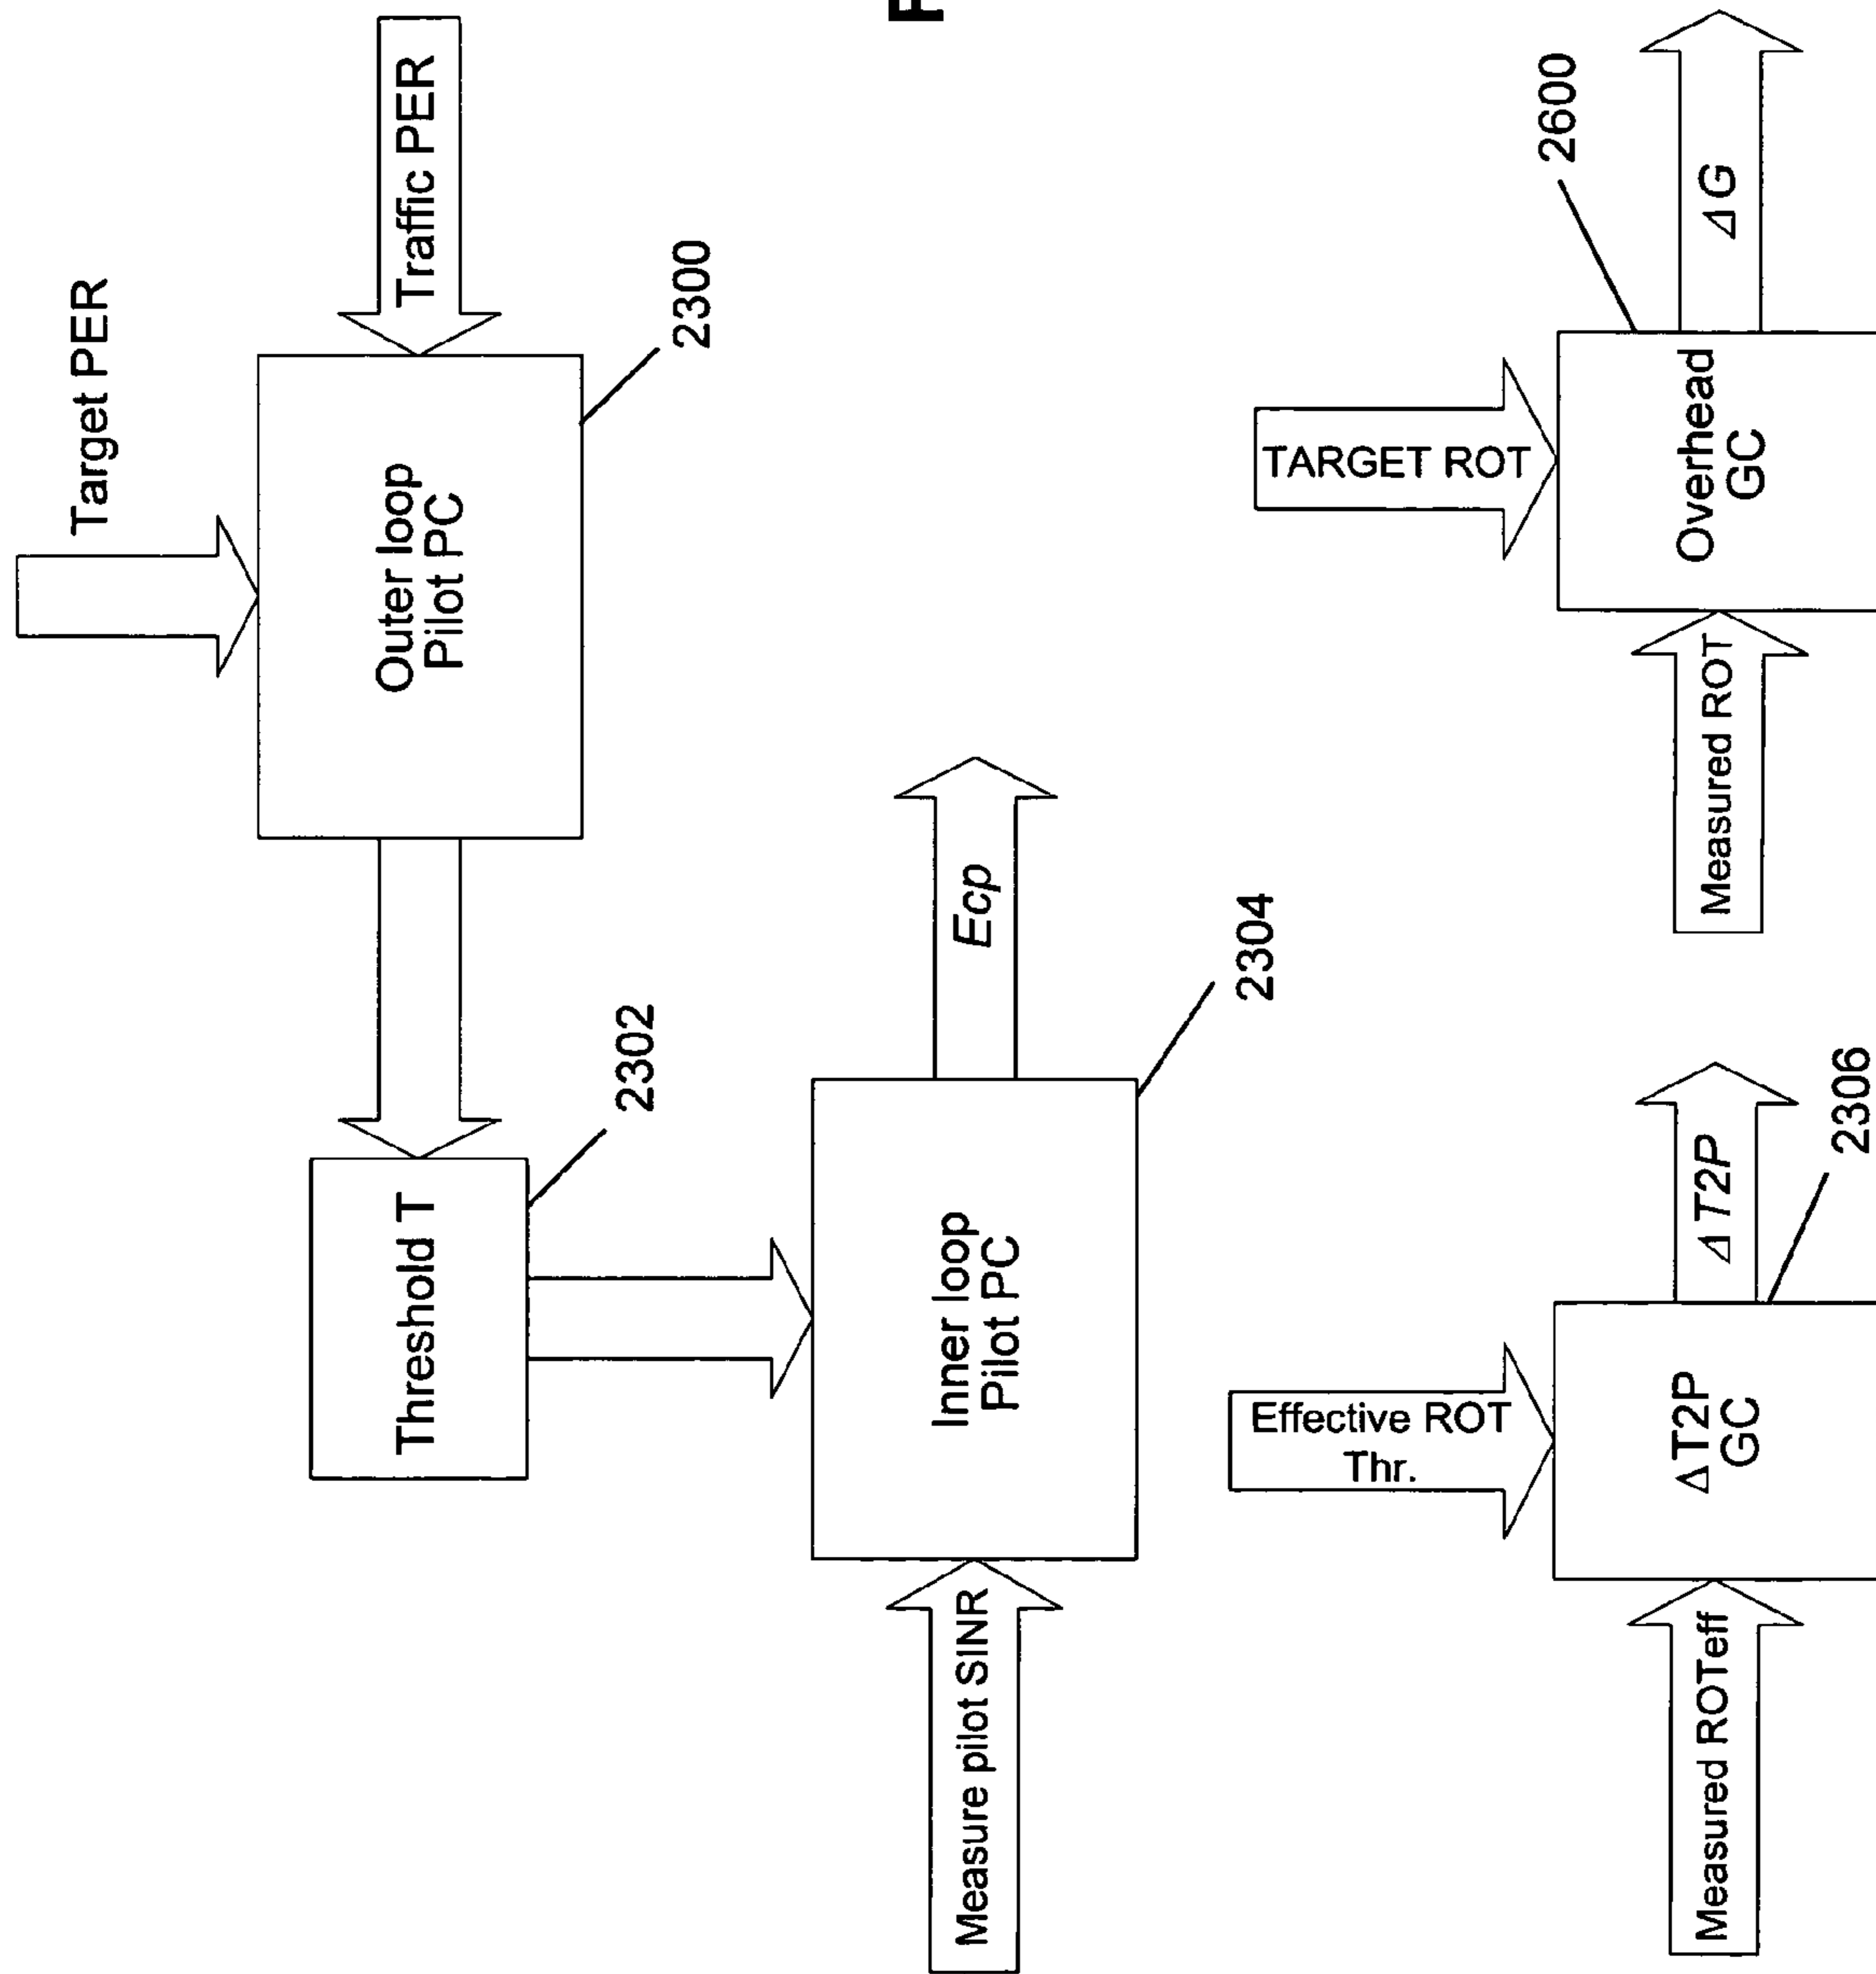 Target PER
Outer loop
Pilot PC
Traffic PER
2300
Threshold T
2302
Measure pilot SINR
Inner loop
Pilot PC
Ecp
2304
Effective ROT
Thr.
Measured ROTeff
ΔT2P
GC
ΔT2P
2306
TARGET ROT
Measured ROT
Overhead
GC
ΔG
2600